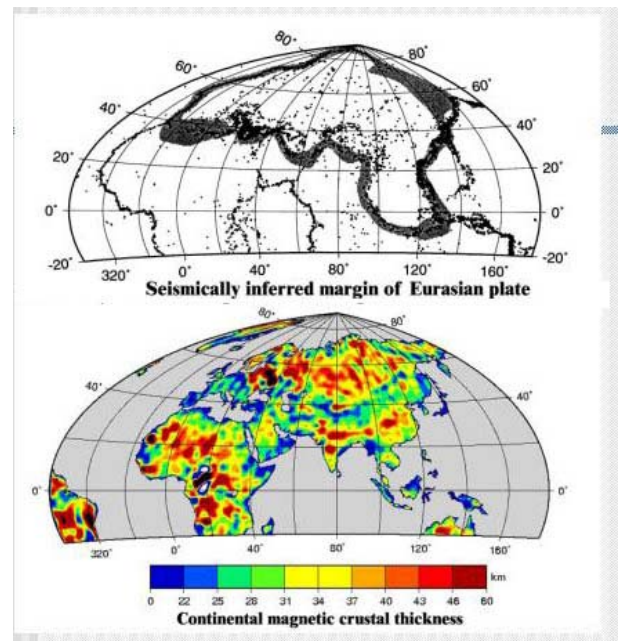 80° 80°
60° 60°
40° 40°
20° 20°
0° 0°
-20° -20°
320° 0° 40° 80° 120° 160°
Seismically inferred margin of Eurasian plate
80° 80°
40° 40°
0° 0°
320° 0° 40° 80° 120° 160°
km
0 22 25 28 31 34 37 40 43 46 60
Continental magnetic crustal thickness